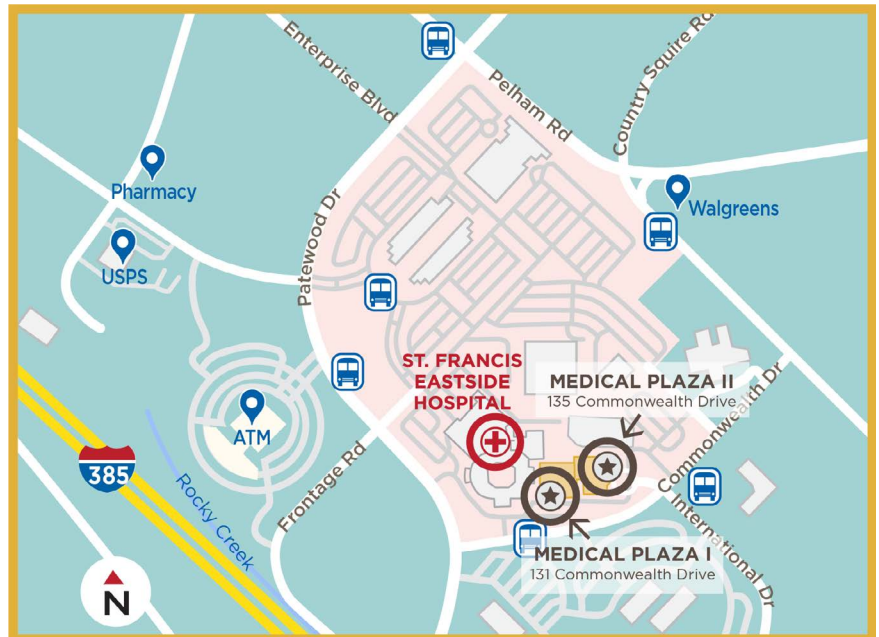 Enterprise Blvd
Pelham Rd
Country Squire Rd
Pharmacy
Walgreens
USPS
Patewood Dr
ST. FRANCIS
EASTSIDE
HOSPITAL
MEDICAL PLAZA II
135 Commonwealth Drive
Commonwealth Dr
ATM
385
Rocky Creek
Frontage Rd
MEDICAL PLAZA I
131 Commonwealth Drive
International Dr
N